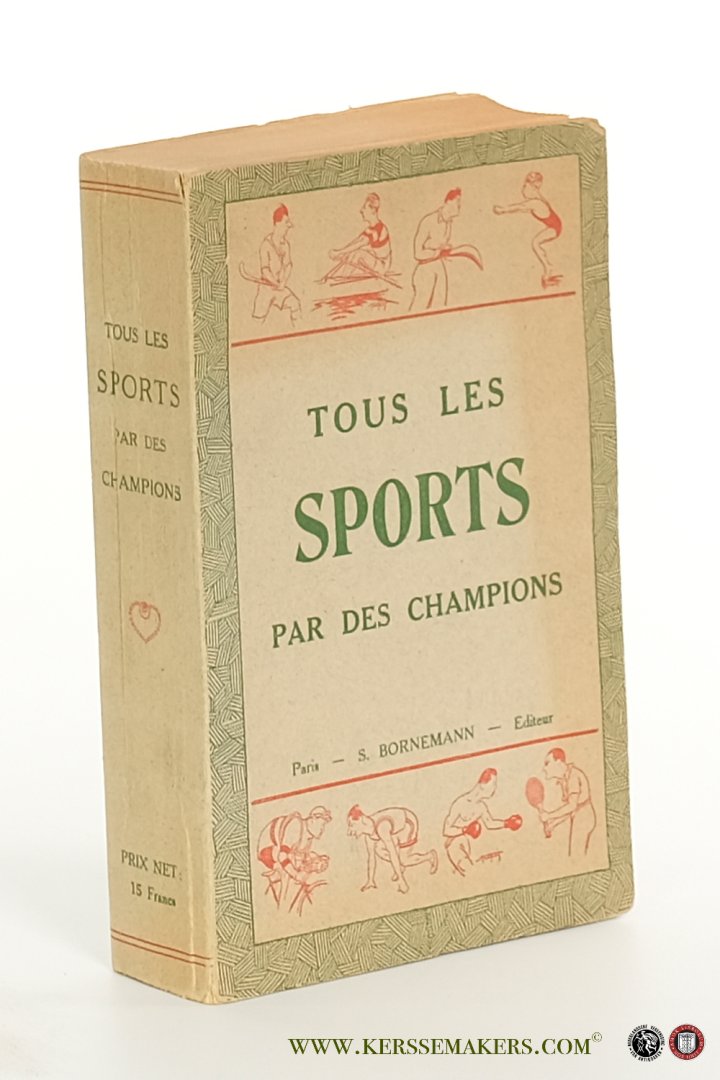 TOUS LES
SPORTS
PAR DES
CHAMPIONS
PRIX NET:
15 Francs
TOUS LES
SPORTS
PAR DES CHAMPIONS
Paris — S. BORNEMANN — Editeur
WWW.KERSSEMAKERS.COM©